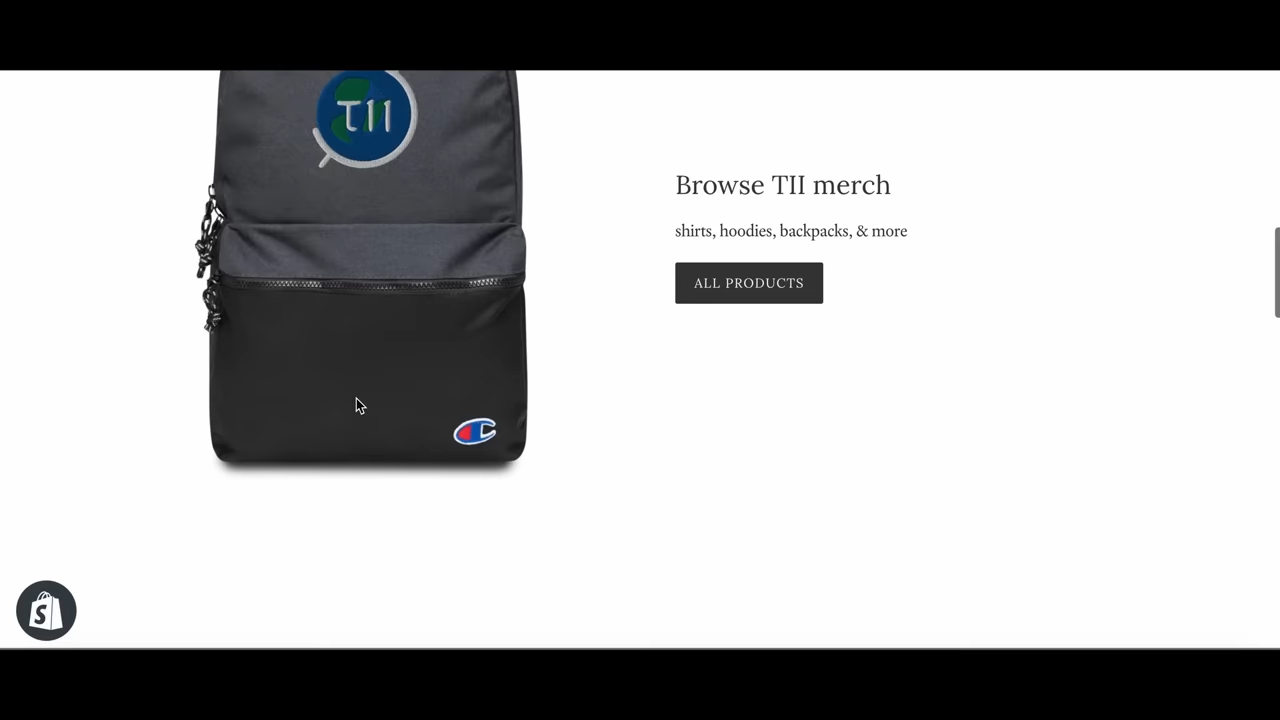 TII
Browse TII merch
shirts, hoodies, backpacks, & more
ALL PRODUCTS